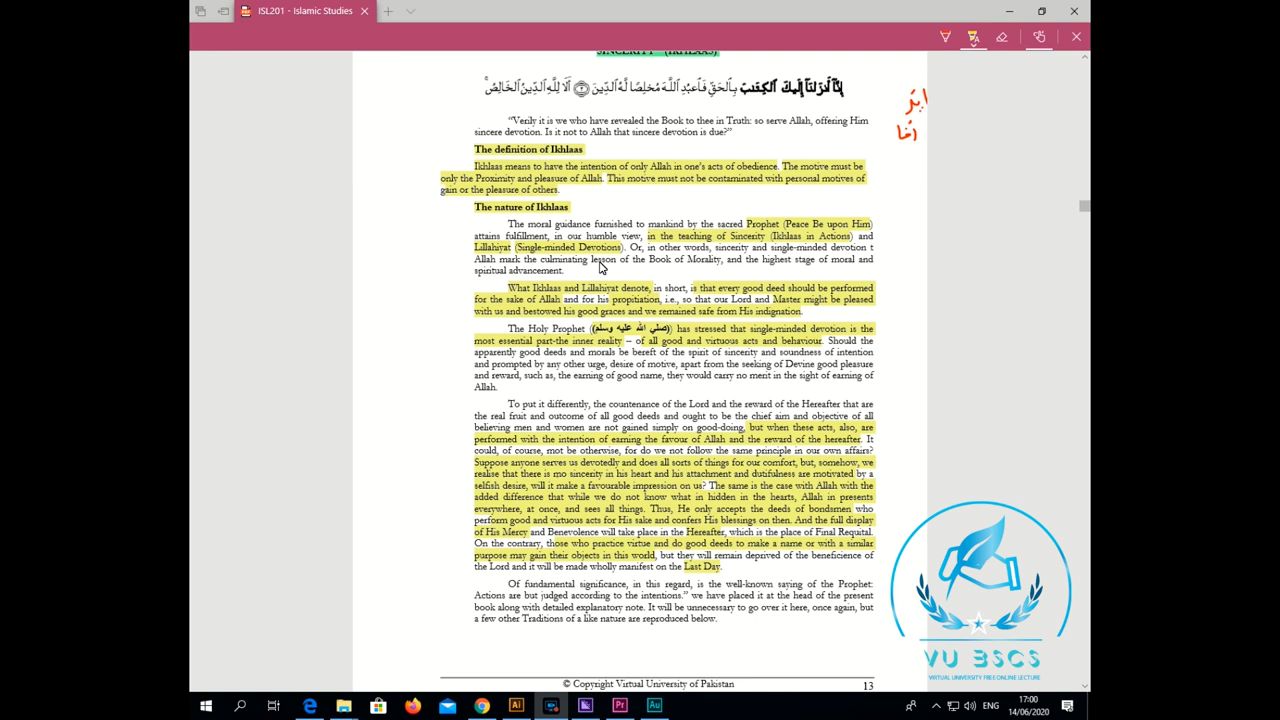 ISL201 - Islamic Studies
SINCERITY (IKHLAAS)
إِنَّآ أَنزَلْنَآ إِلَيْكَ ٱلْكِتَٰبَ بِٱلْحَقِّ فَٱعْبُدِ ٱللَّهَ مُخْلِصًا لَّهُ ٱلدِّينَ ۝٢ أَلَا لِلَّهِ ٱلدِّينُ ٱلْخَالِصُ ۚ
“Verily it is we who have revealed the Book to thee in Truth: so serve Allah, offering Him
sincere devotion. Is it not to Allah that sincere devotion is due?”
The definition of Ikhlaas
Ikhlaas means to have the intention of only Allah in one’s acts of obedience. The motive must be
only the Proximity and pleasure of Allah. This motive must not be contaminated with personal motives of
gain or the pleasure of others.
The nature of Ikhlaas
The moral guidance furnished to mankind by the sacred Prophet (Peace Be upon Him)
attains fulfillment, in our humble view, in the teaching of Sincerity (Ikhlaas in Actions) and
Lillahiyat (Single-minded Devotions). Or, in other words, sincerity and single-minded devotion t
Allah mark the culminating lesson of the Book of Morality, and the highest stage of moral and
spiritual advancement.
What Ikhlaas and Lillahiyat denote, in short, is that every good deed should be performed
for the sake of Allah and for his propitiation, i.e., so that our Lord and Master might be pleased
with us and bestowed his good graces and we remained safe from His indignation.
The Holy Prophet ((صلي الله عليه وسلم)) has stressed that single-minded devotion is the
most essential part-the inner reality – of all good and virtuous acts and behaviour. Should the
apparently good deeds and morals be bereft of the spirit of sincerity and soundness of intention
and prompted by any other urge, desire of motive, apart from the seeking of Devine good pleasure
and reward, such as, the earning of good name, they would carry no ment in the sight of earning of
Allah.
To put it differently, the countenance of the Lord and the reward of the Hereafter that are
the real fruit and outcome of all good deeds and ought to be the chief aim and objective of all
believing men and women are not gained simply on good-doing, but when these acts, also, are
performed with the intention of earning the favour of Allah and the reward of the hereafter. It
could, of course, mot be otherwise, for do we not follow the same principle in our own affairs?
Suppose anyone serves us devotedly and does all sorts of things for our comfort, but, somehow, we
realise that there is mo sincerity in his heart and his attachment and dutifulness are motivated by a
selfish desire, will it make a favourable impression on us? The same is the case with Allah with the
added difference that while we do not know what in hidden in the hearts, Allah in presents
everywhere, at once, and sees all things. Thus, He only accepts the deeds of bondsmen who
perform good and virtuous acts for His sake and confers His blessings on then. And the full display
of His Mercy and Benevolence will take place in the Hereafter, which is the place of Final Requital.
On the contrary, those who practice virtue and do good deeds to make a name or with a similar
purpose may gain their objects in this world, but they will remain deprived of the beneficience of
the Lord and it will be made wholly manifest on the Last Day.
Of fundamental significance, in this regard, is the well-known saying of the Prophet:
Actions are but judged according to the intentions.” we have placed it at the head of the present
book along with detailed explanatory note. It will be unnecessary to go over it here, once again, but
a few other Traditions of a like nature are reproduced below.
© Copyright Virtual University of Pakistan
13
VU BSCS
VIRTUAL UNIVERSITY FREE ONLINE LECTURE
Ai
Pr
Au
ENG
17:00
14/06/2020